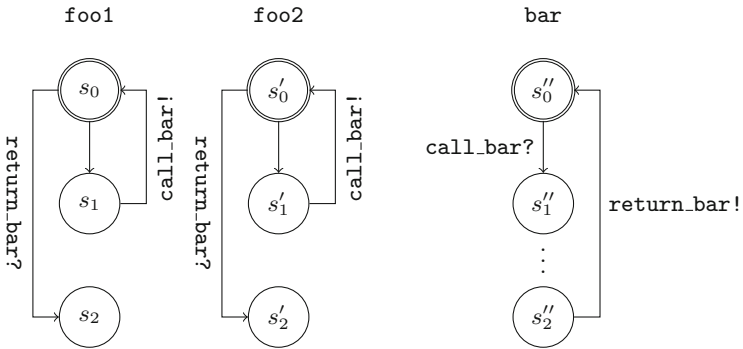 foo1 foo2 bar
s₀ s′₀ s″₀
return_bar? call_bar! return_bar? call_bar! call_bar?
s₁ s′₁ s″₁
return_bar!
⋮
s₂ s′₂ s″₂